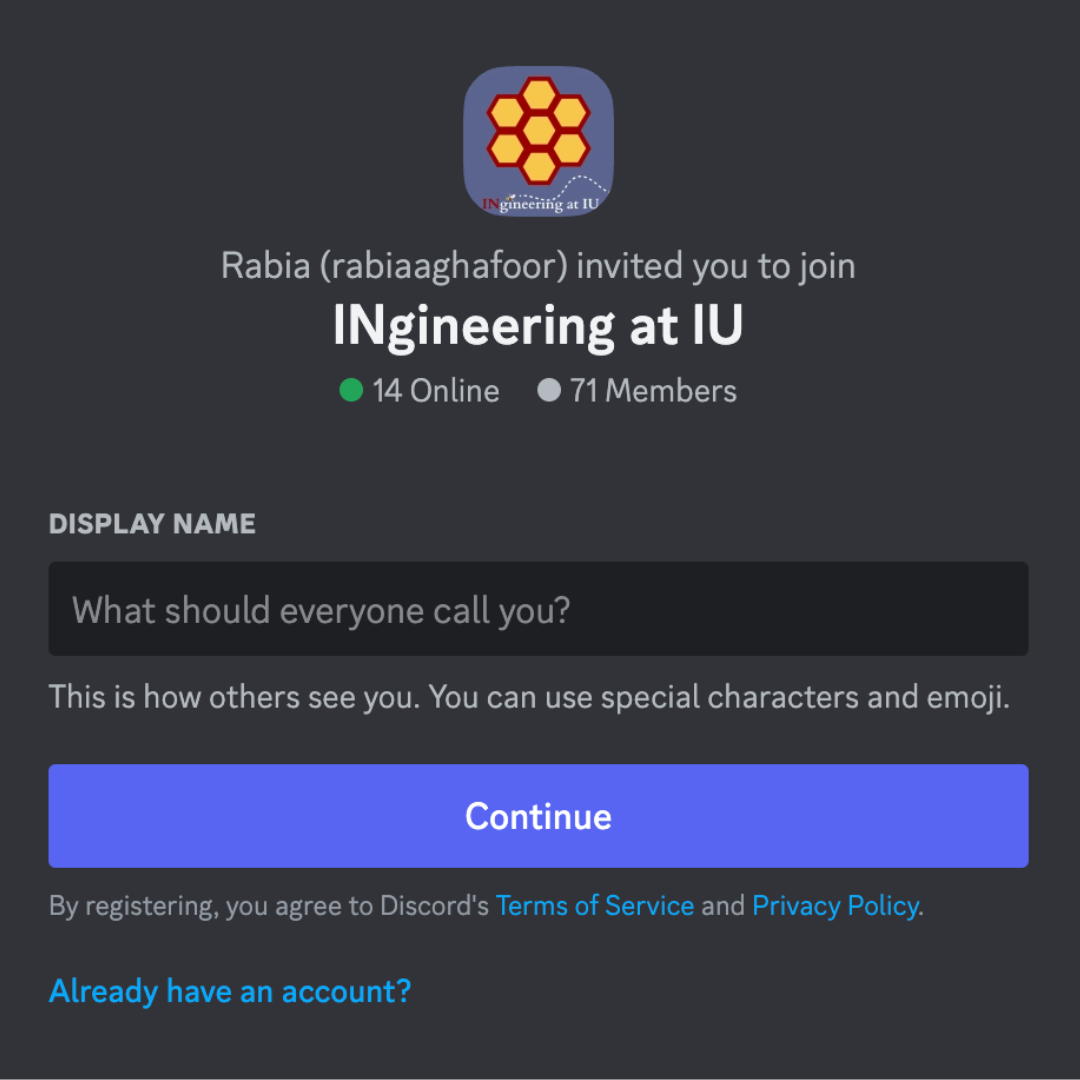 INgineering at IU
Rabia (rabiaaghafoor) invited you to join
INgineering at IU
14 Online 71 Members
DISPLAY NAME
What should everyone call you?
This is how others see you. You can use special characters and emoji.
Continue
By registering, you agree to Discord's Terms of Service and Privacy Policy.
Already have an account?